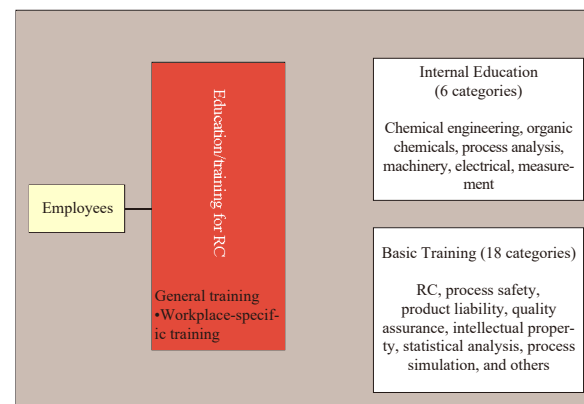 Employees
Education/training for RC
General training
•Workplace-specif-
ic training
Internal Education
(6 categories)
Chemical engineering, organic
chemicals, process analysis,
machinery, electrical, measure-
ment
Basic Training (18 categories)
RC, process safety,
product liability, quality
assurance, intellectual proper-
ty, statistical analysis, process
simulation, and others